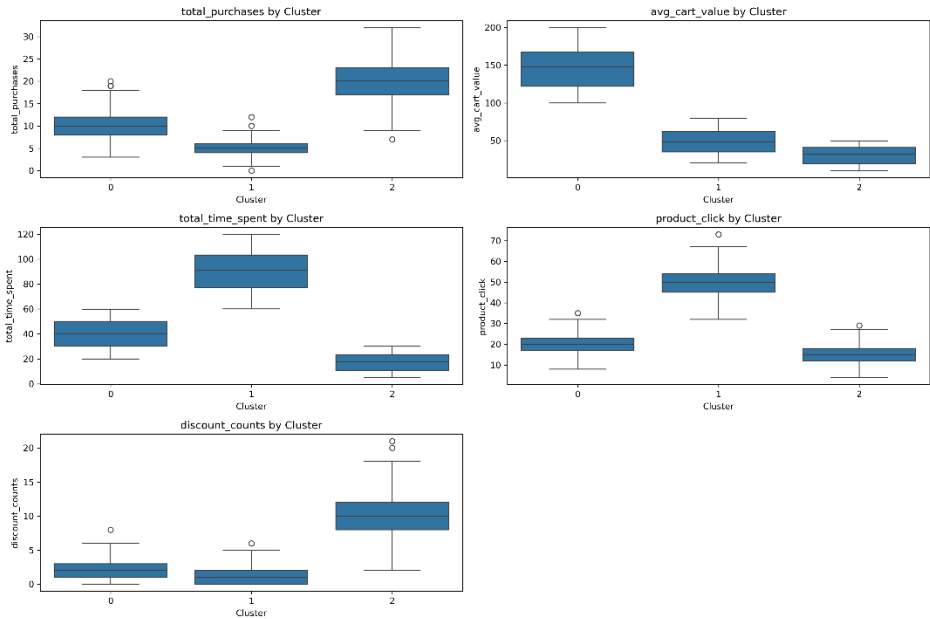 total_purchases by Cluster
total_purchases
30
25
20
15
10
5
0
0 1 2
Cluster
avg_cart_value by Cluster
avg_cart_value
200
150
100
50
0 1 2
Cluster
total_time_spent by Cluster
total_time_spent
120
100
80
60
40
20
0
0 1 2
Cluster
product_click by Cluster
product_click
70
60
50
40
30
20
10
0 1 2
Cluster
discount_counts by Cluster
discount_counts
20
15
10
5
0
0 1 2
Cluster